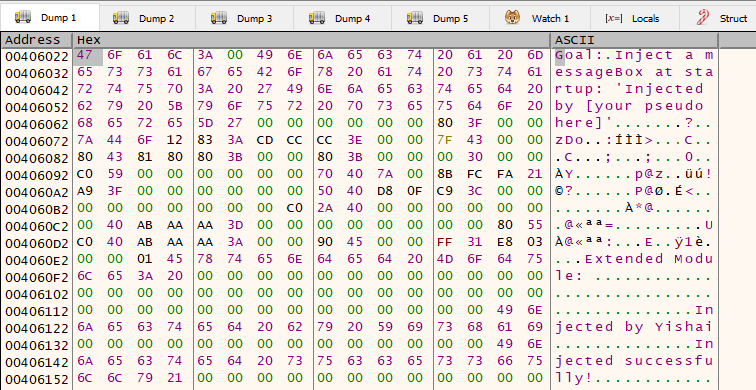 Dump 1 Dump 2 Dump 3 Dump 4 Dump 5 Watch 1 [x=] Locals Struct
Address Hex ASCII
00406022 47 6F 61 6C 3A 00 49 6E 6A 65 63 74 20 61 20 6D Goal:.Inject a m
00406032 65 73 73 61 67 65 42 6F 78 20 61 74 20 73 74 61 essageBox at sta
00406042 72 74 75 70 3A 20 27 49 6E 6A 65 63 74 65 64 20 rtup: 'Injected
00406052 62 79 20 5B 79 6F 75 72 20 70 73 65 75 64 6F 20 by [your pseudo
00406062 68 65 72 65 5D 27 00 00 00 00 00 00 80 3F 00 00 here]'.......?..
00406072 7A 44 6F 12 83 3A CD CC CC 3E 00 00 7F 43 00 00 zDo..:ÍÌÌ>...C..
00406082 80 43 81 80 80 3B 00 00 80 3B 00 00 00 30 00 00 .C...;...;...0..
00406092 C0 59 00 00 00 00 00 00 70 40 7A 00 8B FC FA 21 ÀY......p@z..üú!
004060A2 A9 3F 00 00 00 00 00 00 50 40 D8 0F C9 3C 00 00 ©?......P@Ø.É<..
004060B2 00 00 00 00 00 00 00 C0 2A 40 00 00 00 00 00 00 .......À*@......
004060C2 00 40 AB AA AA 3D 00 00 00 00 00 00 00 00 80 55 .@«ªª=.........U
004060D2 C0 40 AB AA AA 3A 00 00 90 45 00 00 FF 31 E8 03 À@«ªª:...E..ÿ1è.
004060E2 00 00 01 45 78 74 65 6E 64 65 64 20 4D 6F 64 75 ...Extended Modu
004060F2 6C 65 3A 20 00 00 00 00 00 00 00 00 00 00 00 00 le: ............
00406102 00 00 00 00 00 00 00 00 00 00 00 00 00 00 00 00 ................
00406112 00 00 00 00 00 00 00 00 00 00 00 00 00 00 49 6E ..............In
00406122 6A 65 63 74 65 64 20 62 79 20 59 69 73 68 61 69 jected by Yishai
00406132 00 00 00 00 00 00 00 00 00 00 00 00 00 00 49 6E ..............In
00406142 6A 65 63 74 65 64 20 73 75 63 63 65 73 73 66 75 jected successfu
00406152 6C 6C 79 21 00 00 00 00 00 00 00 00 00 00 00 00 lly!............